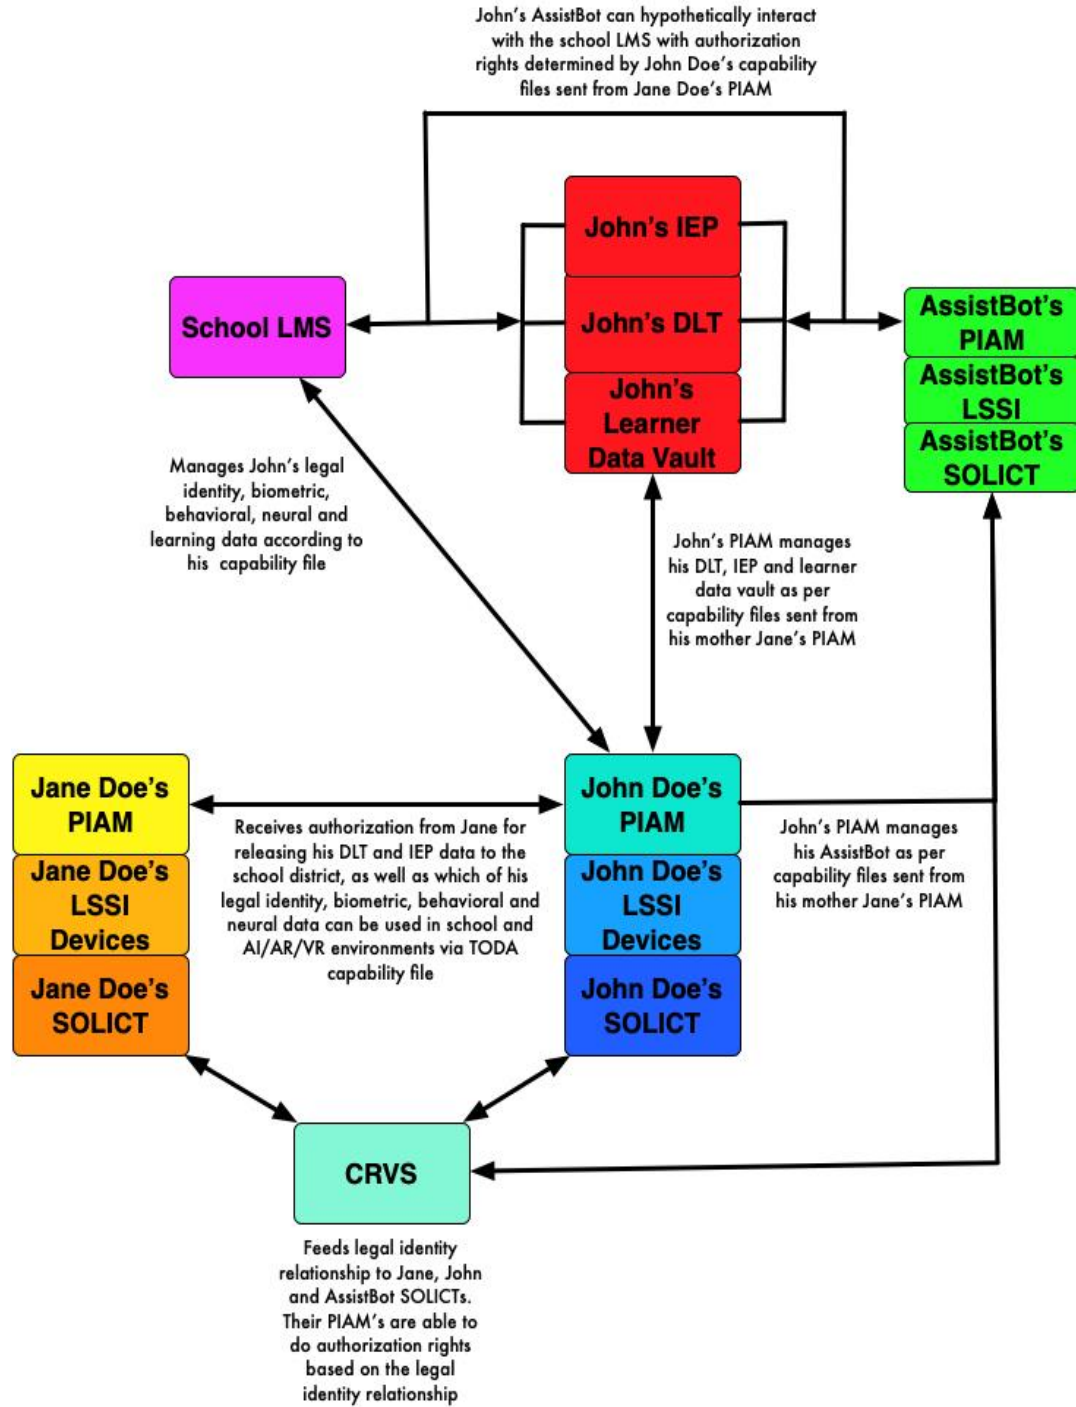 John's AssistBot can hypothetically interact
with the school LMS with authorization
rights determined by John Doe's capability
files sent from Jane Doe's PIAM
John's IEP
School LMS
John's DLT
AssistBot's
PIAM
AssistBot's
LSSI
AssistBot's
SOLICT
John's
Learner
Data Vault
Manages John's legal
identity, biometric,
behavioral, neural and
learning data according to
his capability file
John's PIAM manages
his DLT, IEP and learner
data vault as per
capability files sent from
his mother Jane's PIAM
Jane Doe's
PIAM
Jane Doe's
LSSI
Devices
Jane Doe's
SOLICT
Receives authorization from Jane for
releasing his DLT and IEP data to the
school district, as well as which of his
legal identity, biometric, behavioral and
neural data can be used in school and
AI/AR/VR environments via TODA
capability file
John Doe's
PIAM
John Doe's
LSSI
Devices
John Doe's
SOLICT
John's PIAM manages
his AssistBot as per
capability files sent from
his mother Jane's PIAM
CRVS
Feeds legal identity
relationship to Jane, John
and AssistBot SOLICTs.
Their PIAM's are able to
do authorization rights
based on the legal
identity relationship